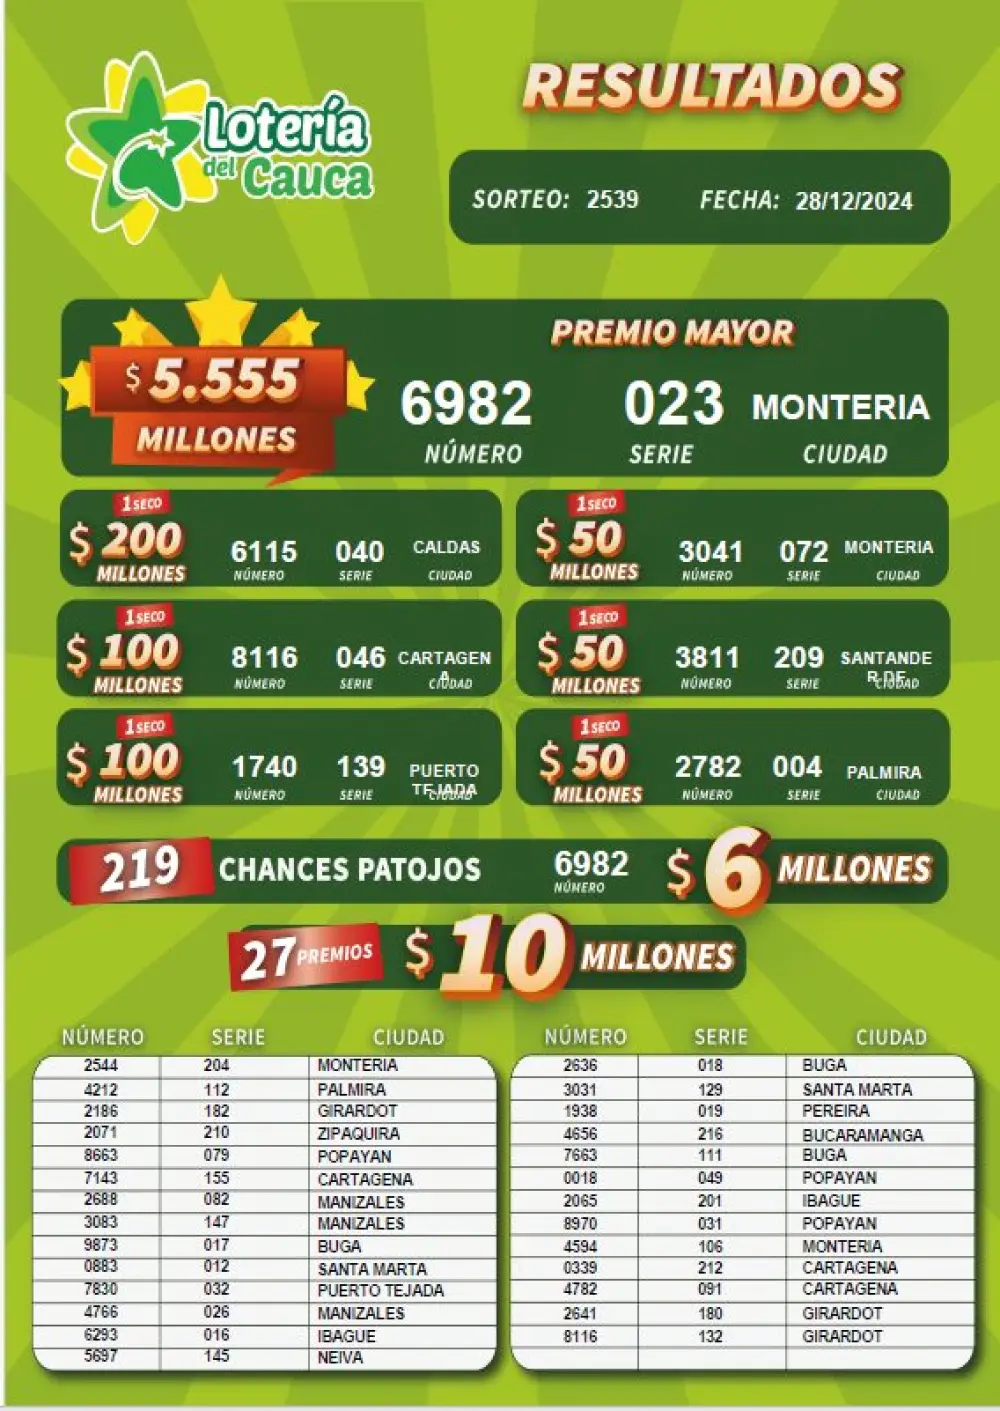 Lotería
del Cauca
RESULTADOS
SORTEO: 2539 FECHA: 28/12/2024
$ 5.555
MILLONES
PREMIO MAYOR
6982 023 MONTERIA
NÚMERO SERIE CIUDAD
1 SECO
$ 200
MILLONES
6115 040 CALDAS
NÚMERO SERIE CIUDAD
1 SECO
$ 50
MILLONES
3041 072 MONTERIA
NÚMERO SERIE CIUDAD
1 SECO
$ 100
MILLONES
8116 046 CARTAGEN
A
NÚMERO SERIE CIUDAD
1 SECO
$ 50
MILLONES
3811 209 SANTANDE
R DE
NÚMERO SERIE CIUDAD
1 SECO
$ 100
MILLONES
1740 139 PUERTO
TEJADA
NÚMERO SERIE CIUDAD
1 SECO
$ 50
MILLONES
2782 004 PALMIRA
NÚMERO SERIE CIUDAD
219 CHANCES PATOJOS 6982 $ 6 MILLONES
NÚMERO
27 PREMIOS $ 10 MILLONES
NÚMERO SERIE CIUDAD
2544 204 MONTERIA
4212 112 PALMIRA
2186 182 GIRARDOT
2071 210 ZIPAQUIRA
8663 079 POPAYAN
7143 155 CARTAGENA
2688 082 MANIZALES
3083 147 MANIZALES
9873 017 BUGA
0883 012 SANTA MARTA
7830 032 PUERTO TEJADA
4766 026 MANIZALES
6293 016 IBAGUE
5697 145 NEIVA
NÚMERO SERIE CIUDAD
2636 018 BUGA
3031 129 SANTA MARTA
1938 019 PEREIRA
4656 216 BUCARAMANGA
7663 111 BUGA
0018 049 POPAYAN
2065 201 IBAGUE
8970 031 POPAYAN
4594 106 MONTERIA
0339 212 CARTAGENA
4782 091 CARTAGENA
2641 180 GIRARDOT
8116 132 GIRARDOT